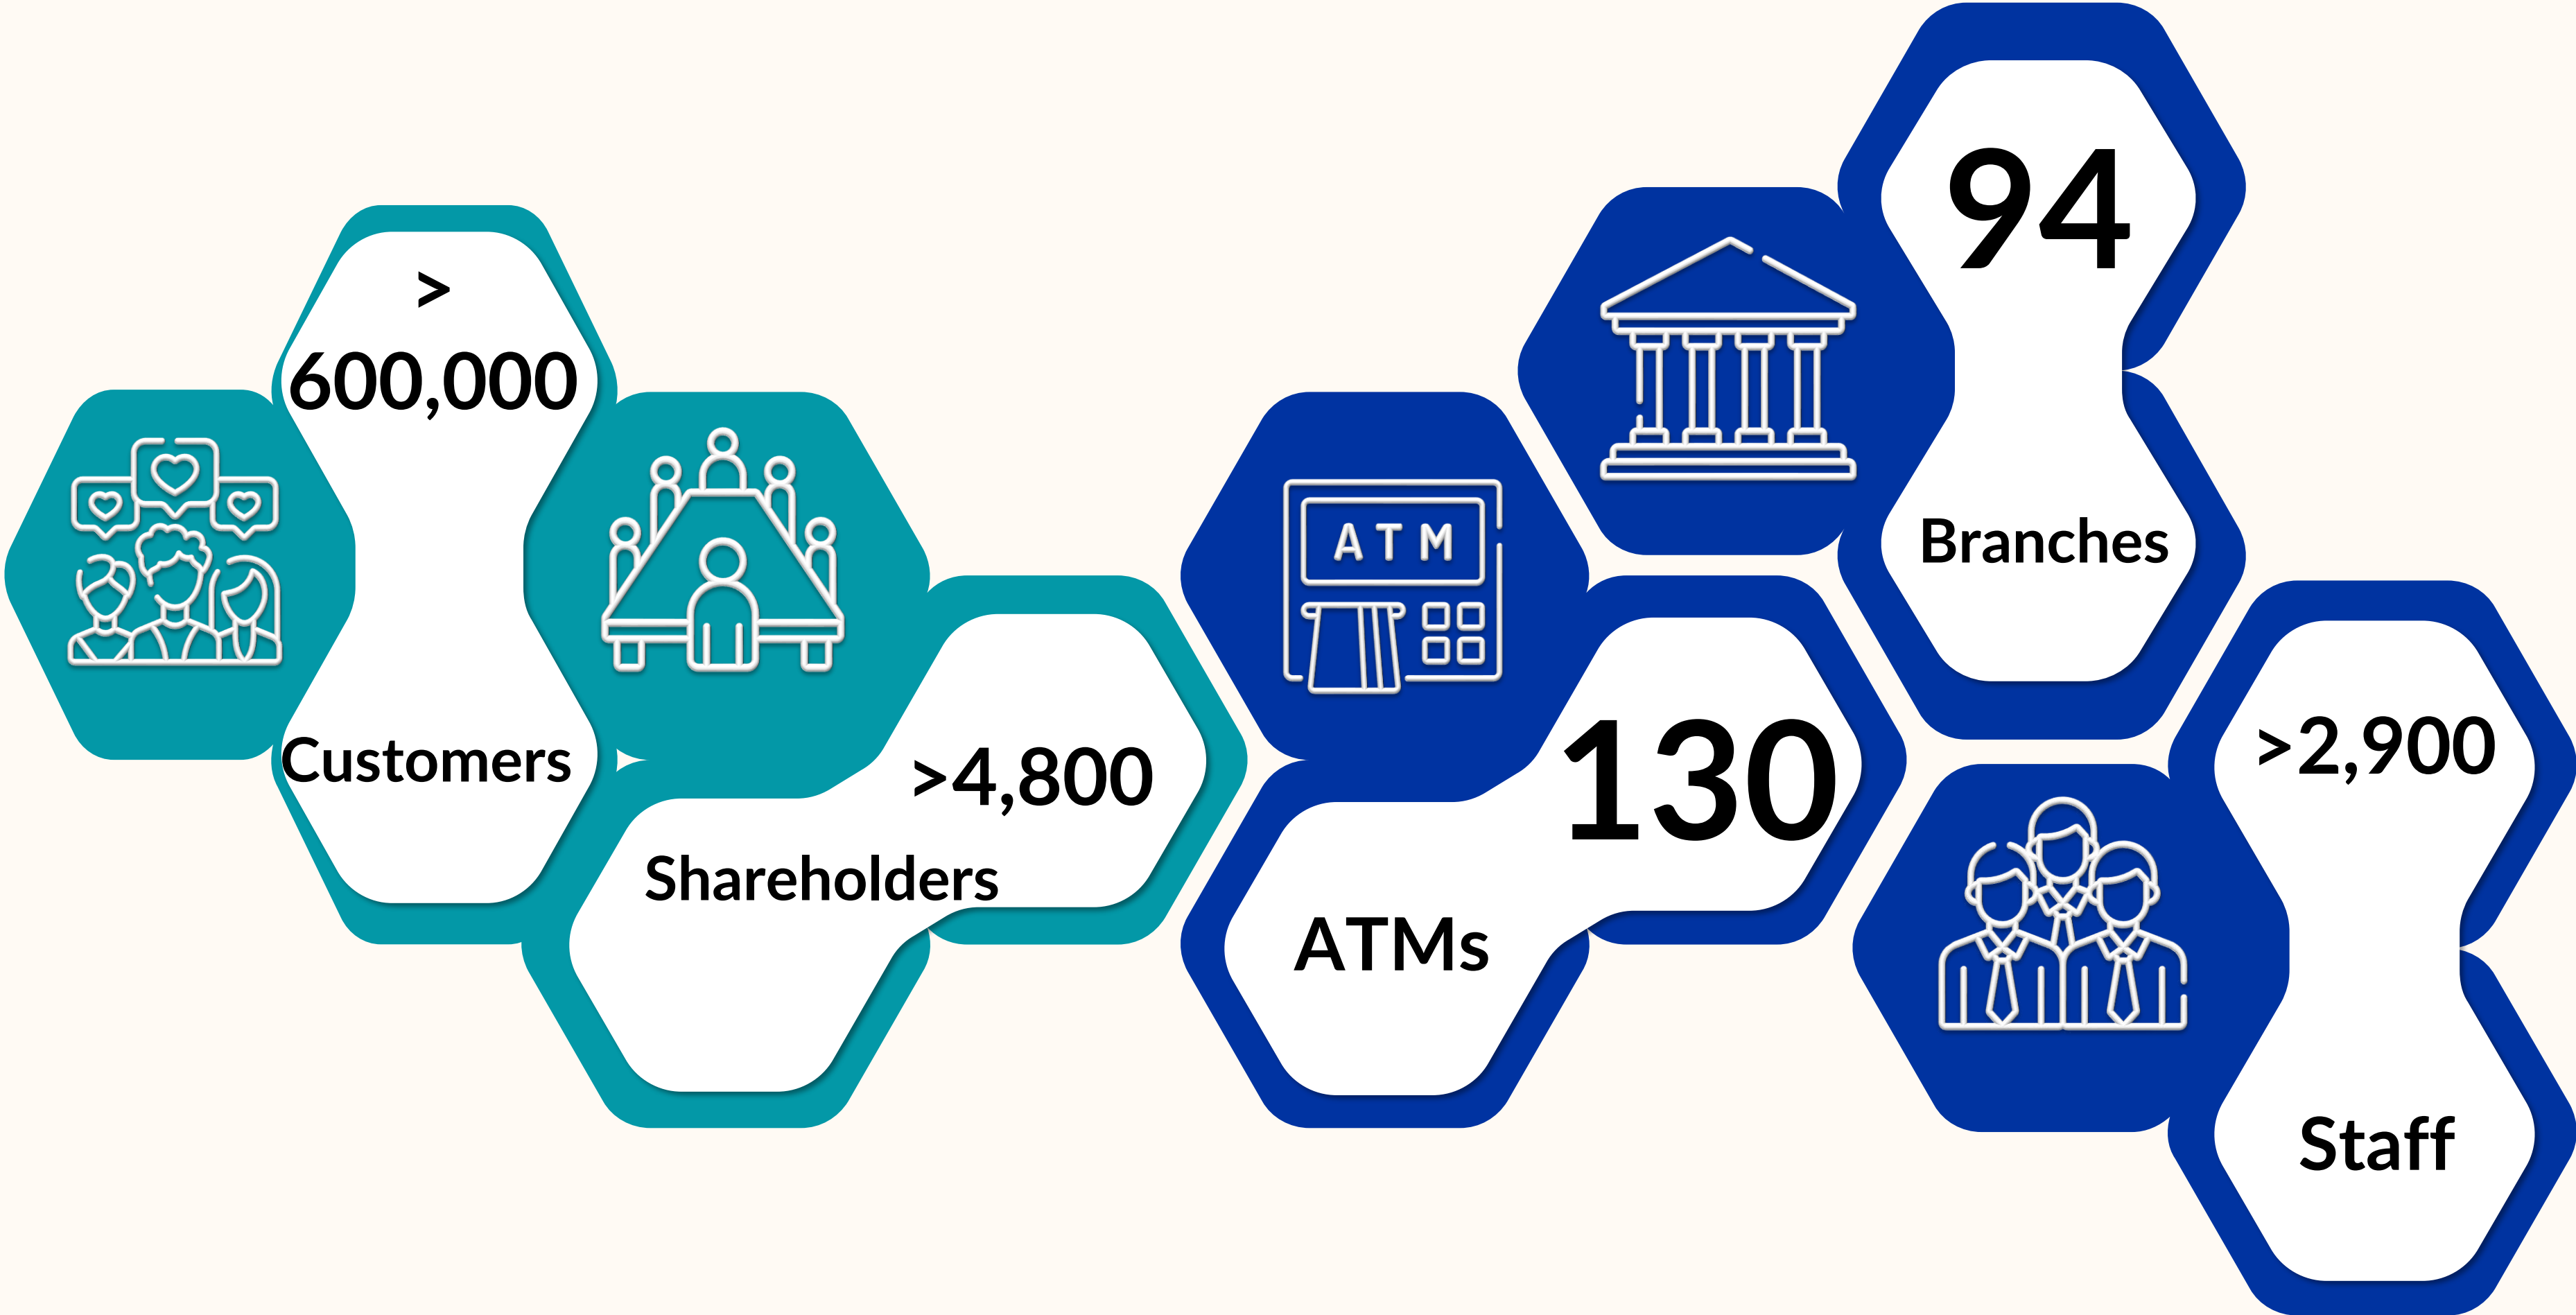 >
600,000
Customers
>4,800
Shareholders
ATM
130
ATMs
94
Branches
>2,900
Staff